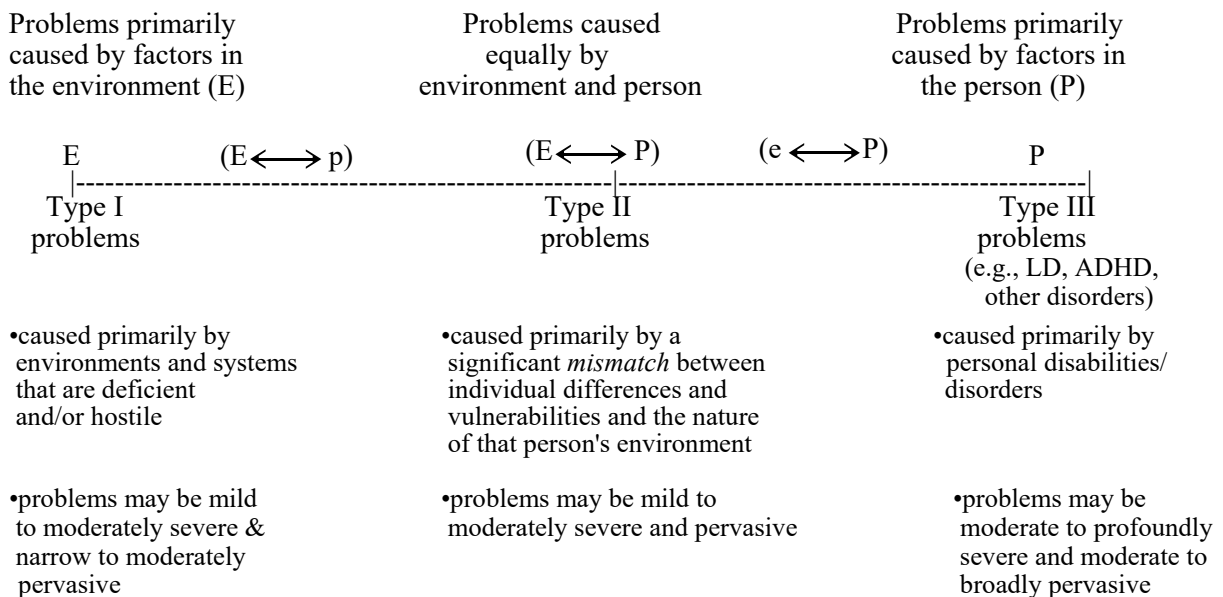 Problems primarily
caused by factors in
the environment (E)
Problems caused
equally by
environment and person
Problems primarily
caused by factors in
the person (P)
E (E ⟷ p) (E ⟷ P) (e ⟷ P) P
|------------------------------------------------|------------------------------------------|
Type I
problems
Type II
problems
Type III
problems
(e.g., LD, ADHD,
other disorders)
•caused primarily by
environments and systems
that are deficient
and/or hostile
•caused primarily by a
significant mismatch between
individual differences and
vulnerabilities and the nature
of that person's environment
•caused primarily by
personal disabilities/
disorders
•problems may be mild
to moderately severe &
narrow to moderately
pervasive
•problems may be mild to
moderately severe and pervasive
•problems may be
moderate to profoundly
severe and moderate to
broadly pervasive